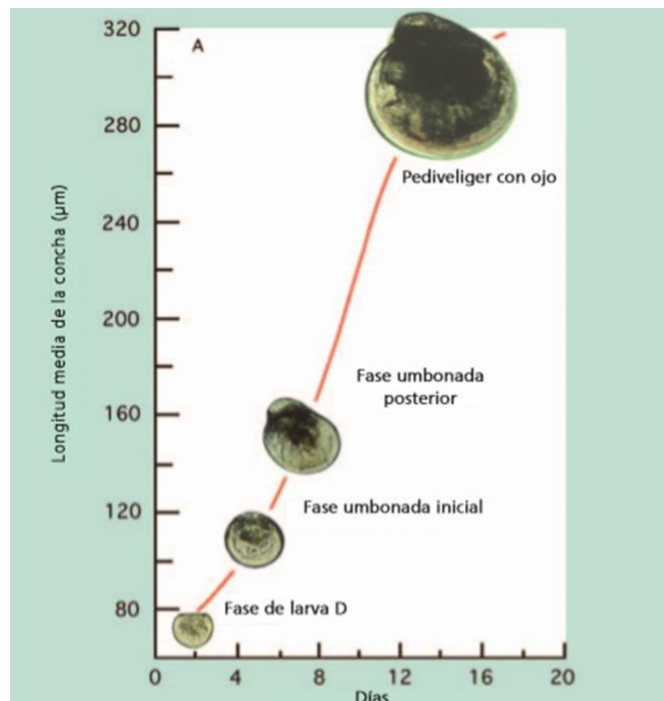 320
A
280
Pediveliger con ojo
240
Longitud media de la concha (µm)
200
Fase umbonada
posterior
160
Fase umbonada inicial
120
Fase de larva D
80
0 4 8 12 16 20
Días